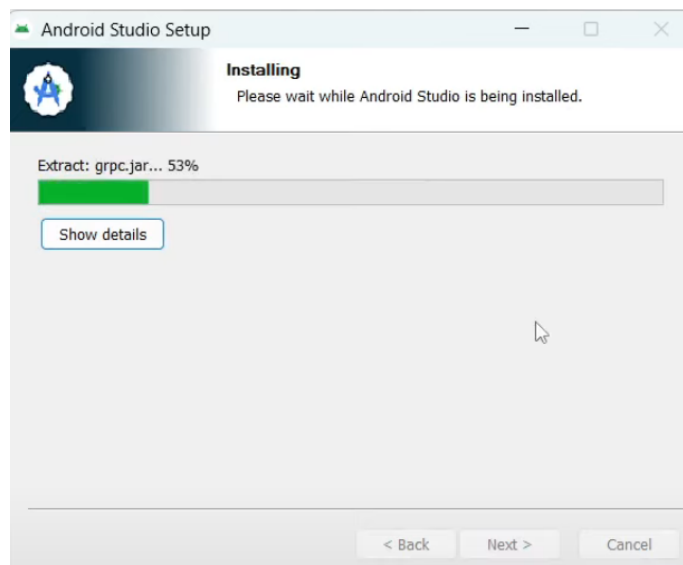 Android Studio Setup
Installing
Please wait while Android Studio is being installed.
Extract: grpc.jar... 53%
Show details
< Back
Next >
Cancel